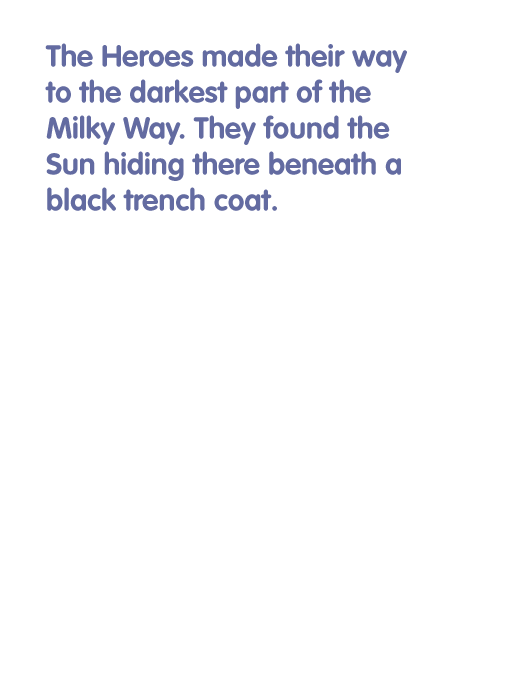 The Heroes made their way
to the darkest part of the
Milky Way. They found the
Sun hiding there beneath a
black trench coat.